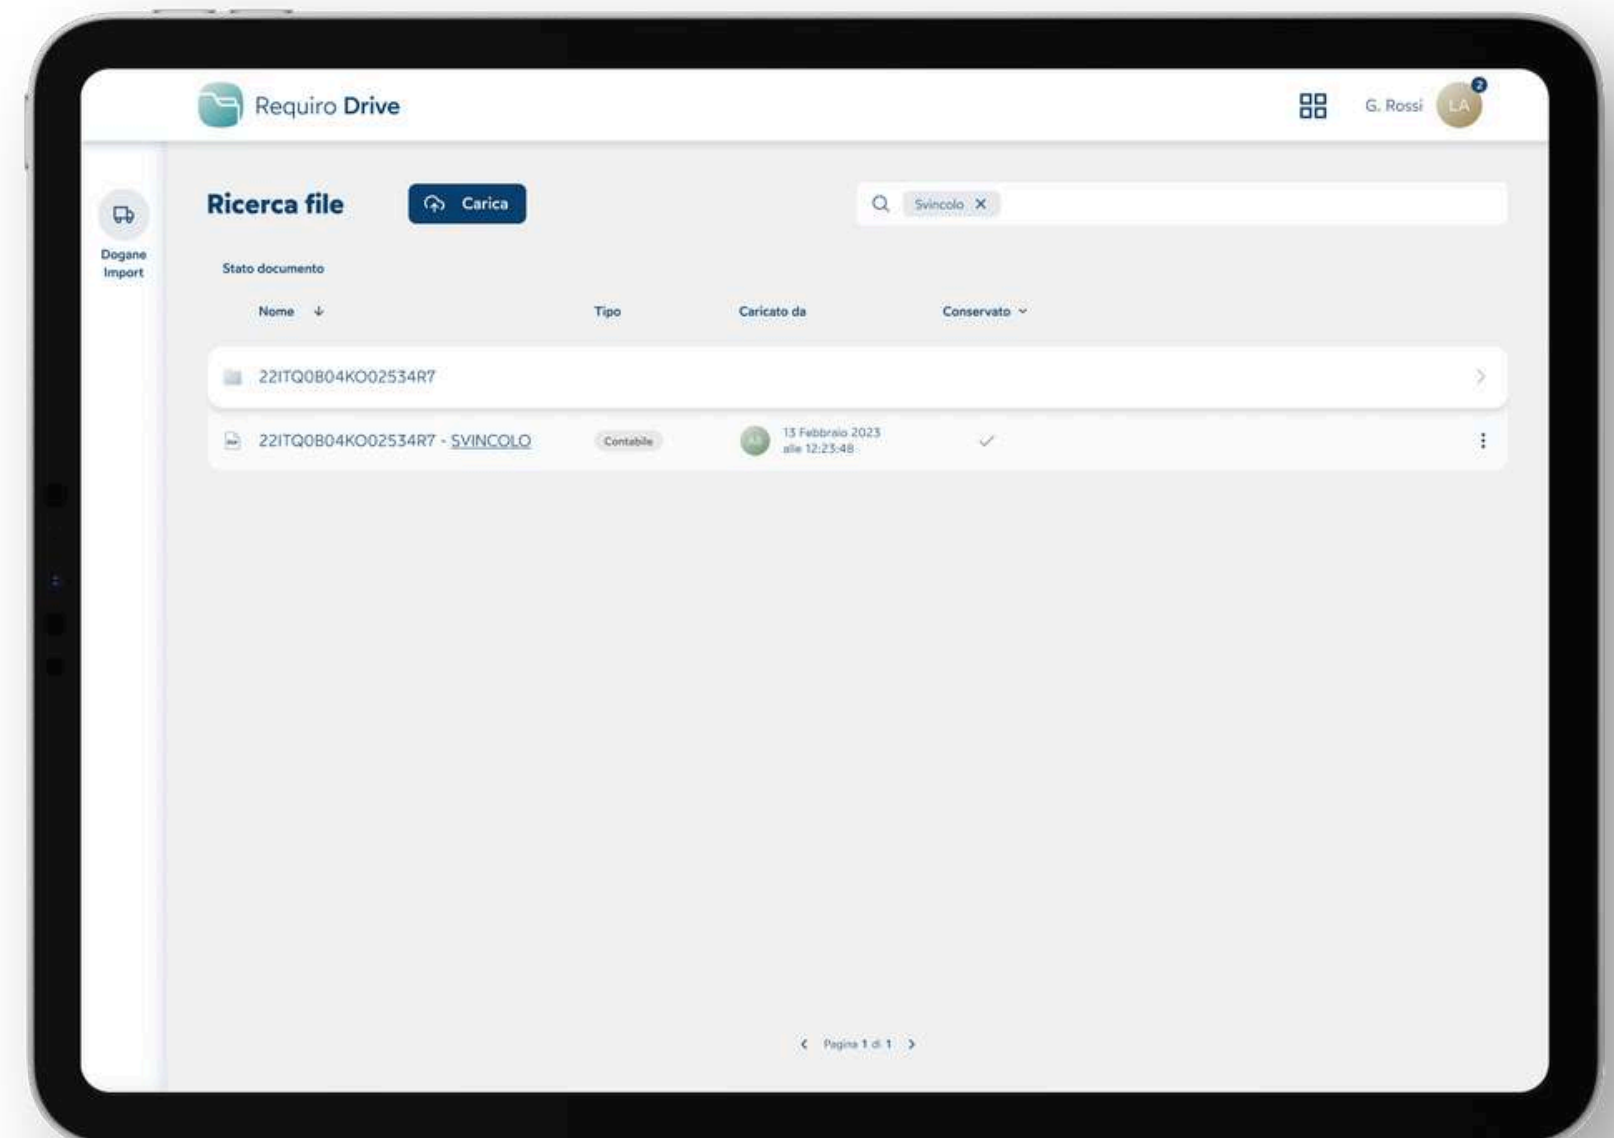 Requiro Drive
G. Rossi
LA
2
Ricerca file
Carica
Svincolo
Dogane
Import
Stato documento
Nome
Tipo
Caricato da
Conservato
22ITQ0B04KO02534R7
22ITQ0B04KO02534R7 - SVINCOLO
Contabile
13 Febbraio 2023
alle 12:23:48
Pagina 1 di 1